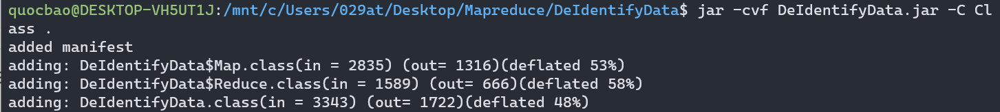 quocbao@DESKTOP-VH5UT1J:/mnt/c/Users/029at/Desktop/Mapreduce/DeIdentifyData$ jar -cvf DeIdentifyData.jar -C Cl
ass .
added manifest
adding: DeIdentifyData$Map.class(in = 2835) (out= 1316)(deflated 53%)
adding: DeIdentifyData$Reduce.class(in = 1589) (out= 666)(deflated 58%)
adding: DeIdentifyData.class(in = 3343) (out= 1722)(deflated 48%)